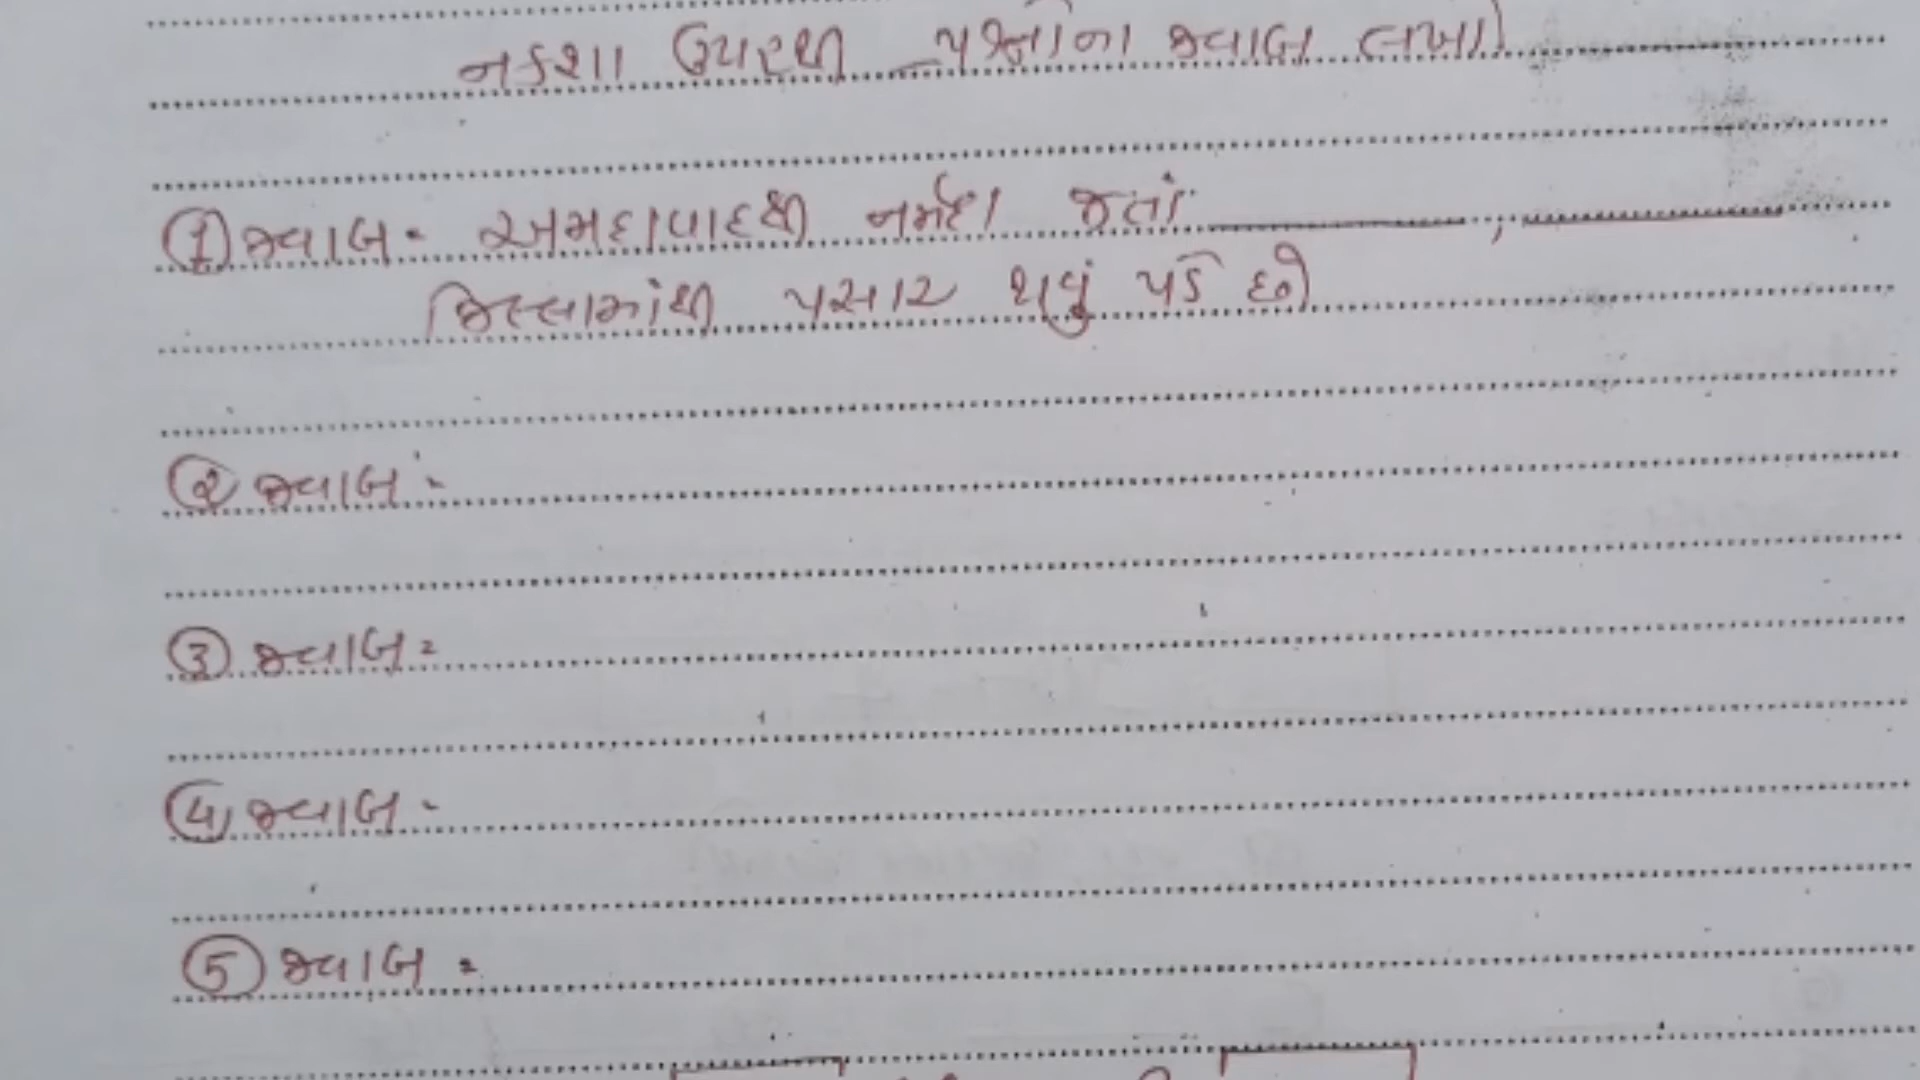 નકશા ઉપરથી પ્રશ્નોના જવાબ લખો
① જવાબ- અમદાવાદથી નર્મદા જતાં ________ , ________
જિલ્લામાંથી પસાર થવું પડે છે
② જવાબ -
③ જવાબ =
④ જવાબ -
⑤ જવાબ =